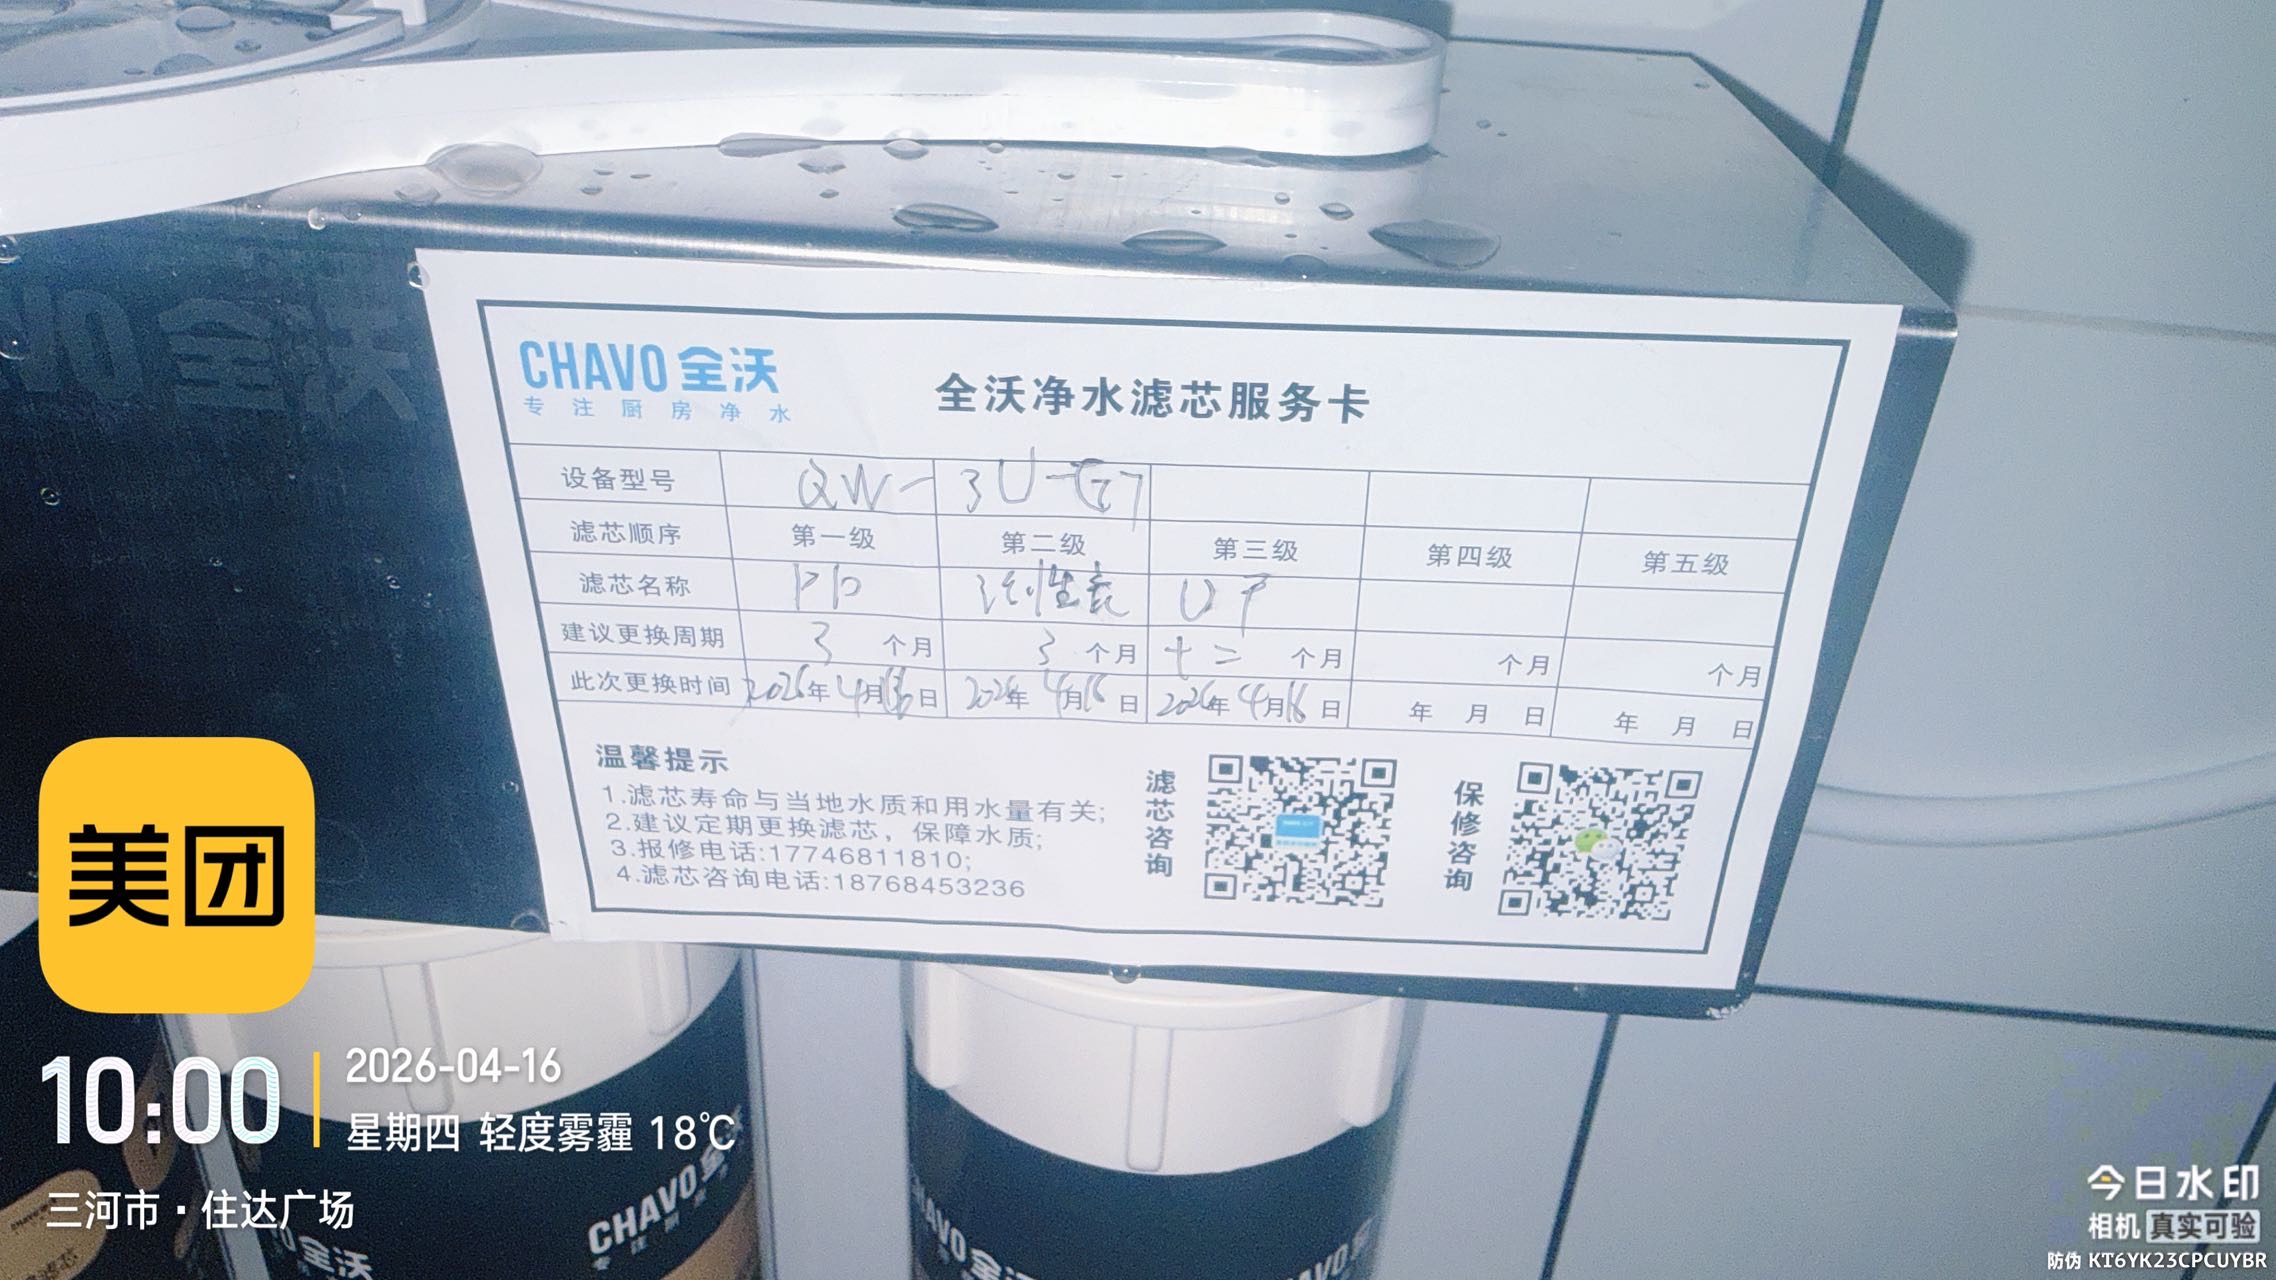 CHAVO 全沃
专注厨房净水
全沃净水滤芯服务卡
设备型号 QW-3U-
滤芯顺序 第一级 第二级 第三级 第四级 第五级
滤芯名称 PP 活性炭 UF
建议更换周期 3个月 3个月 十二个月 个月 个月
此次更换时间 2026年4月16日 2026年4月16日 2026年4月16日 年 月 日 年 月 日
温馨提示
1.滤芯寿命与当地水质和用水量有关;
2.建议定期更换滤芯，保障水质;
3.报修电话:17746811810;
4.滤芯咨询电话:18768453236
滤芯咨询
保修咨询
美团
10:00
2026-04-16
星期四 轻度雾霾 18℃
三河市·住达广场
CHAVO
全沃
CHAVO
全沃
今日水印
相机 真实可验
防伪 KT6YK23CPCUYBR